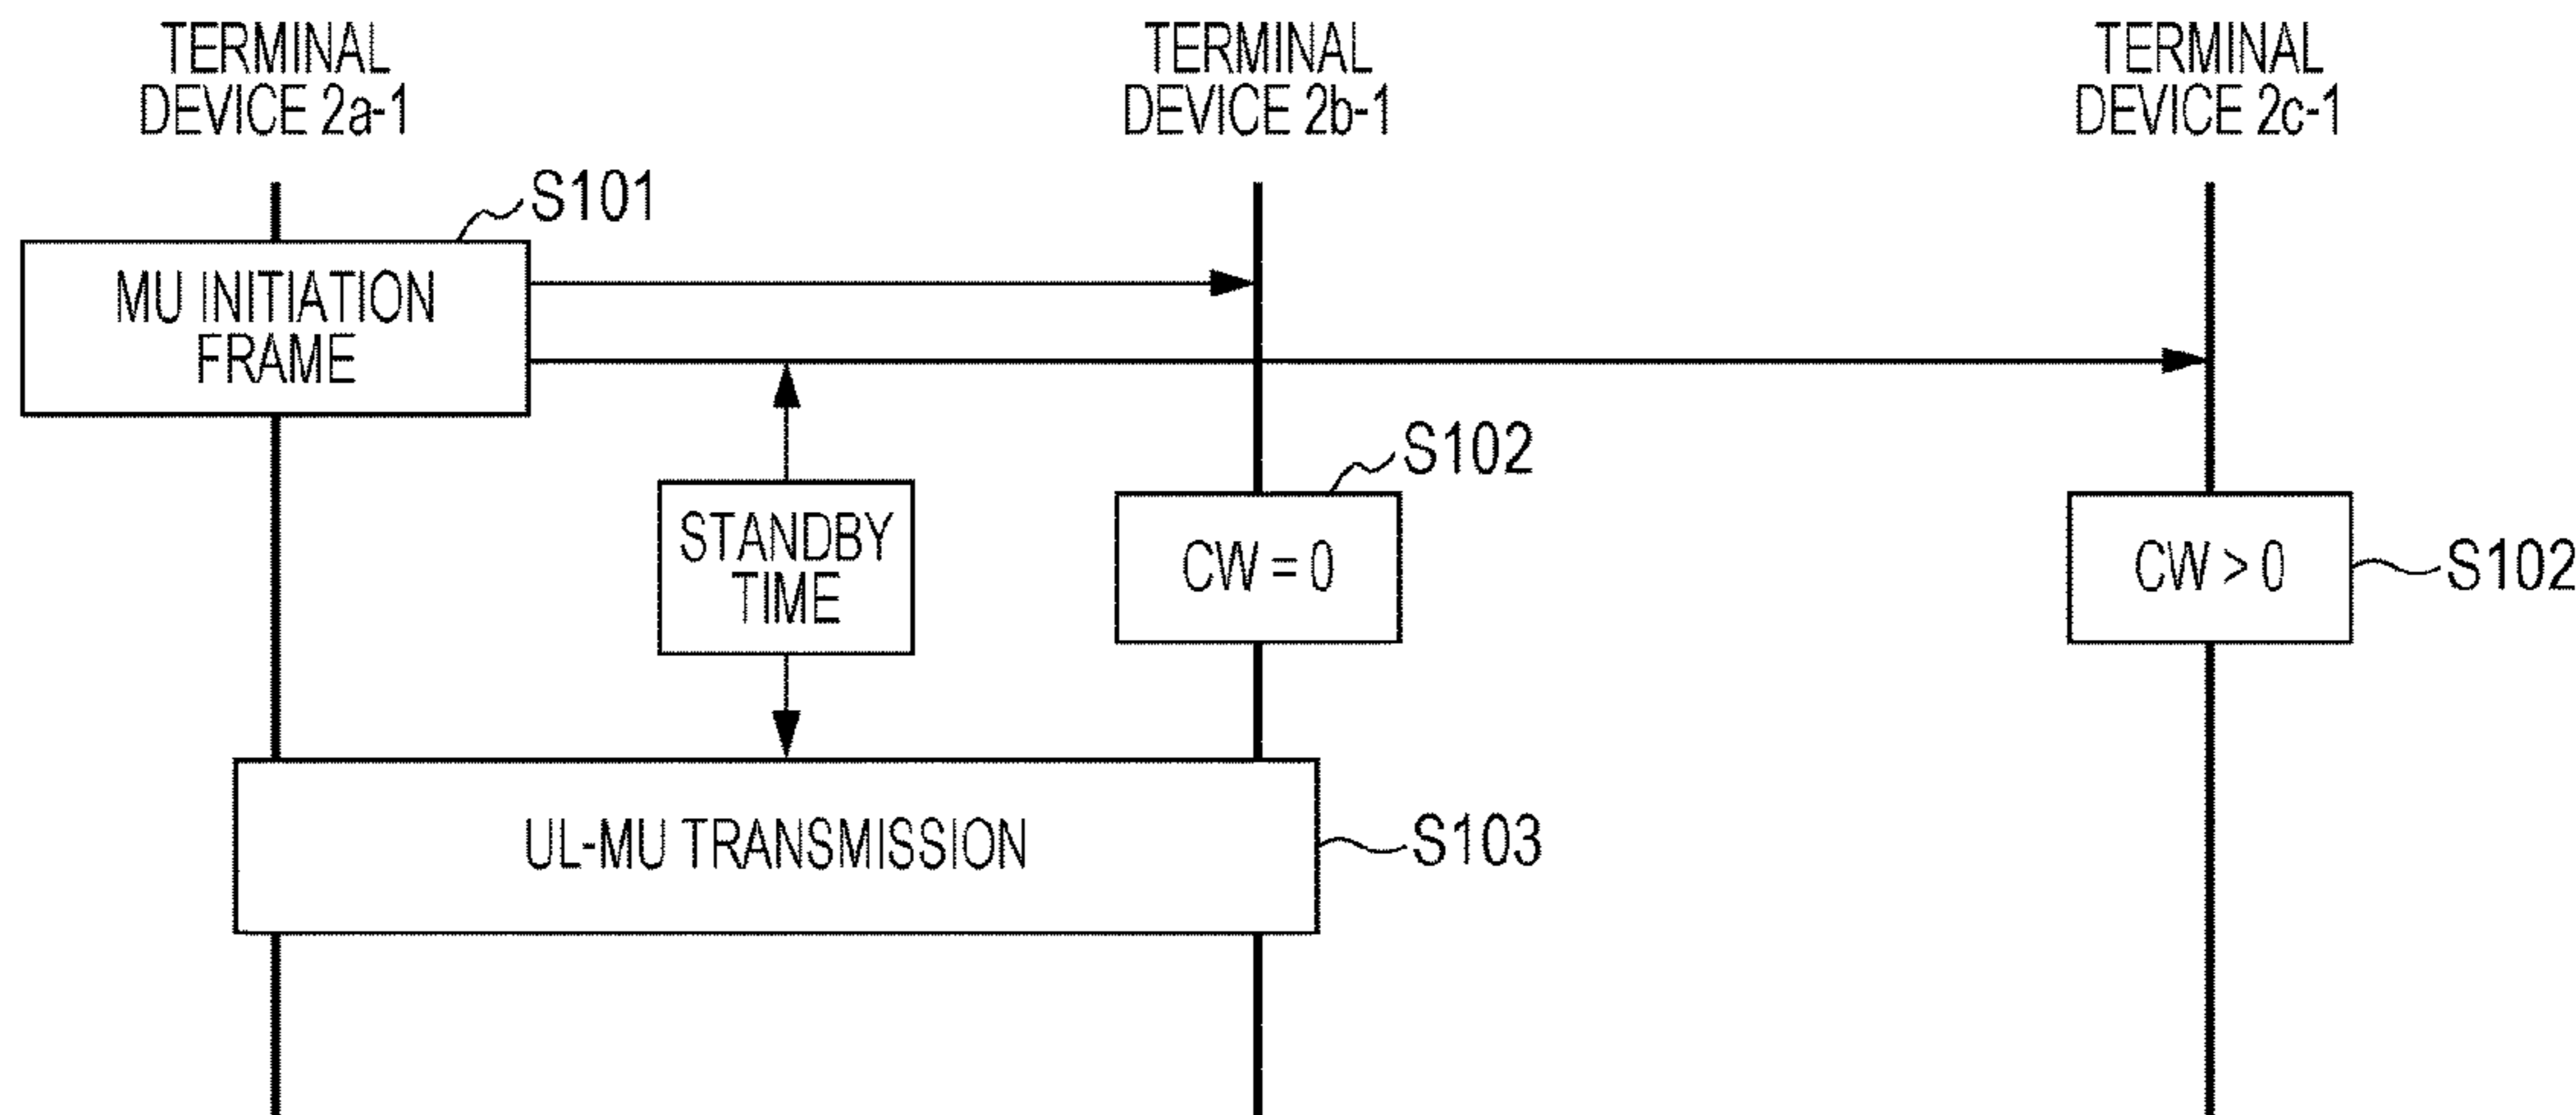 TERMINAL
DEVICE 2a-1
TERMINAL
DEVICE 2b-1
TERMINAL
DEVICE 2c-1
S101
MU INITIATION
FRAME
S102
STANDBY
TIME
CW = 0
CW > 0
S102
UL-MU TRANSMISSION
S103